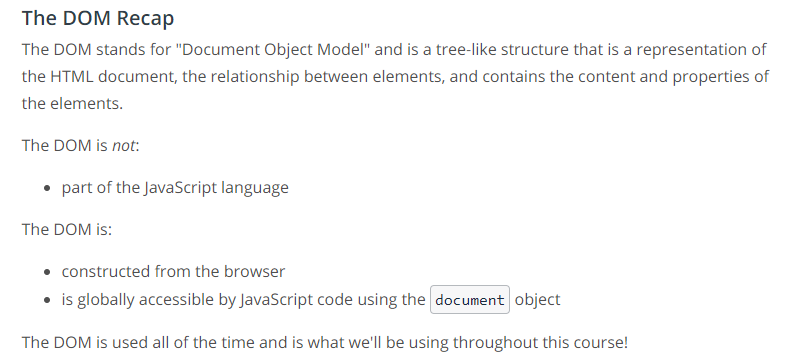 The DOM Recap
The DOM stands for "Document Object Model" and is a tree-like structure that is a representation of
the HTML document, the relationship between elements, and contains the content and properties of
the elements.
The DOM is not:
• part of the JavaScript language
The DOM is:
• constructed from the browser
• is globally accessible by JavaScript code using the document object
The DOM is used all of the time and is what we'll be using throughout this course!